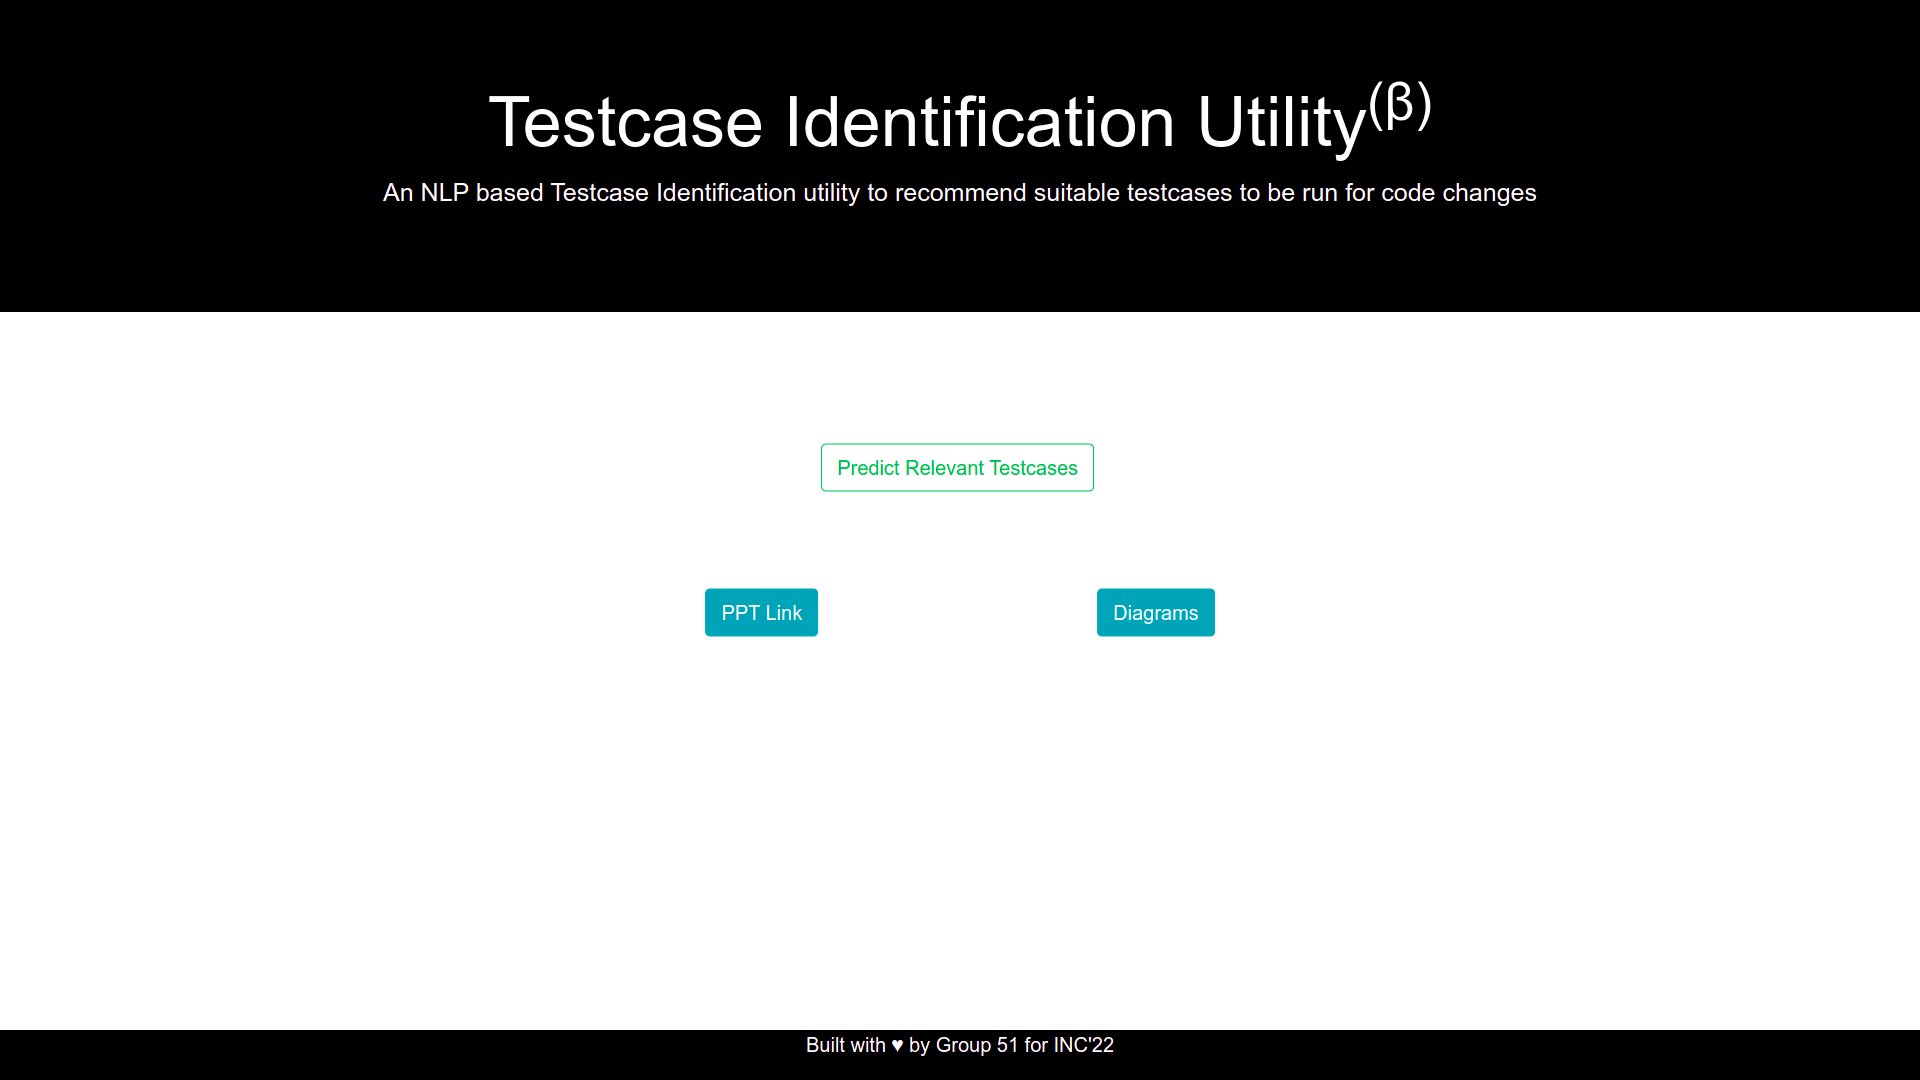 Testcase Identification Utility(β)
An NLP based Testcase Identification utility to recommend suitable testcases to be run for code changes
Predict Relevant Testcases
PPT Link
Diagrams
Built with ♥ by Group 51 for INC'22